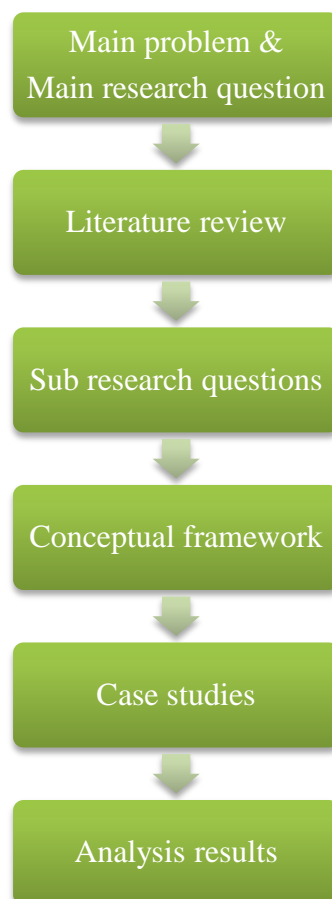 Main problem &
Main research question
Literature review
Sub research questions
Conceptual framework
Case studies
Analysis results